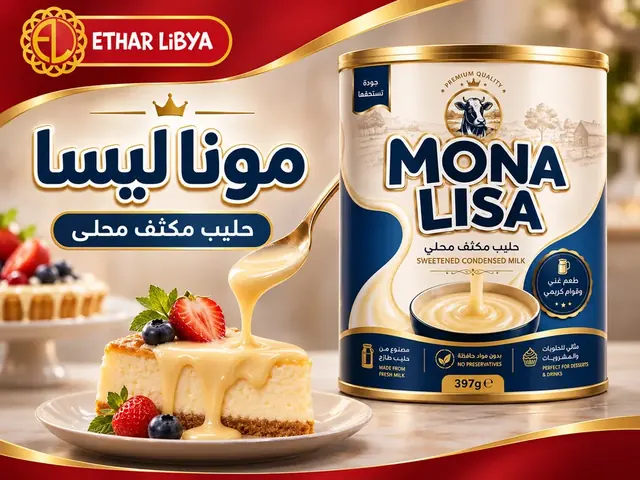 ETHAR LiBYA
موناليسا
حليب مكثف محلى
جودة
تستحقها
PREMIUM QUALITY
MONA
LISA
حليب مكثف محلي
SWEETENED CONDENSED MILK
طعم غني
وقوام كريمي
مصنوع من
حليب طازج
MADE FROM
FRESH MILK
بدون مواد حافظة
NO PRESERVATIVES
مثالي للحلويات
والمشروبات
PERFECT FOR DESSERTS
& DRINKS
397g e